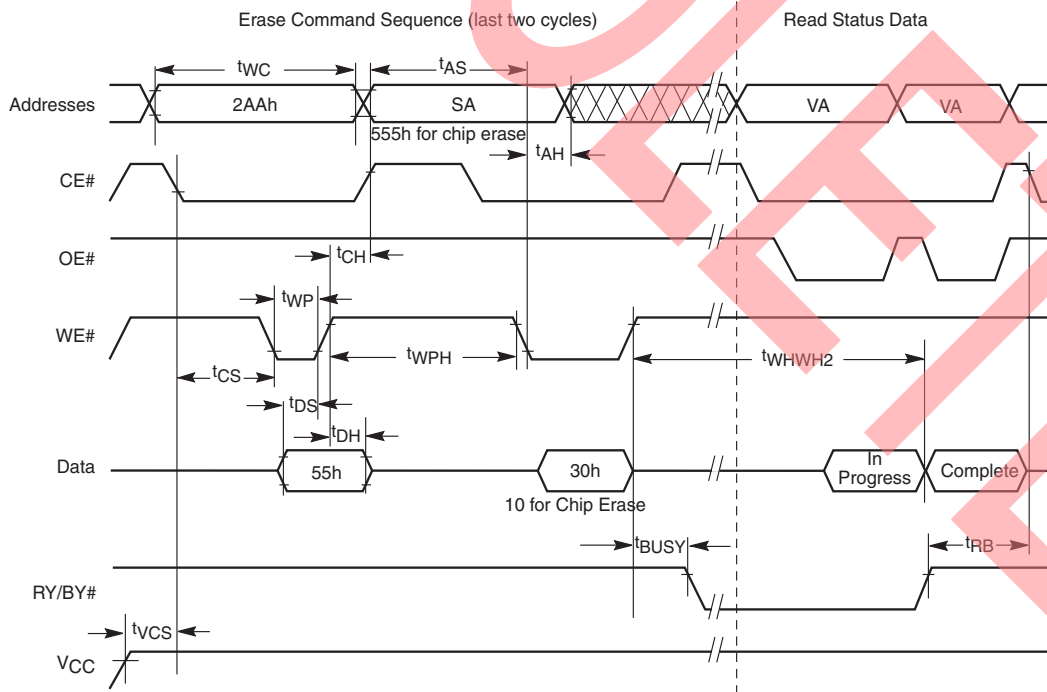 Erase Command Sequence (last two cycles)
Read Status Data
tWC
tAS
Addresses
2AAh
SA
VA
VA
555h for chip erase
tAH
CE#
OE#
tCH
tWP
WE#
tWPH
tWHWH2
tCS
tDS
tDH
Data
55h
30h
In Progress
Complete
10 for Chip Erase
tBUSY
tRB
RY/BY#
tVCS
VCC